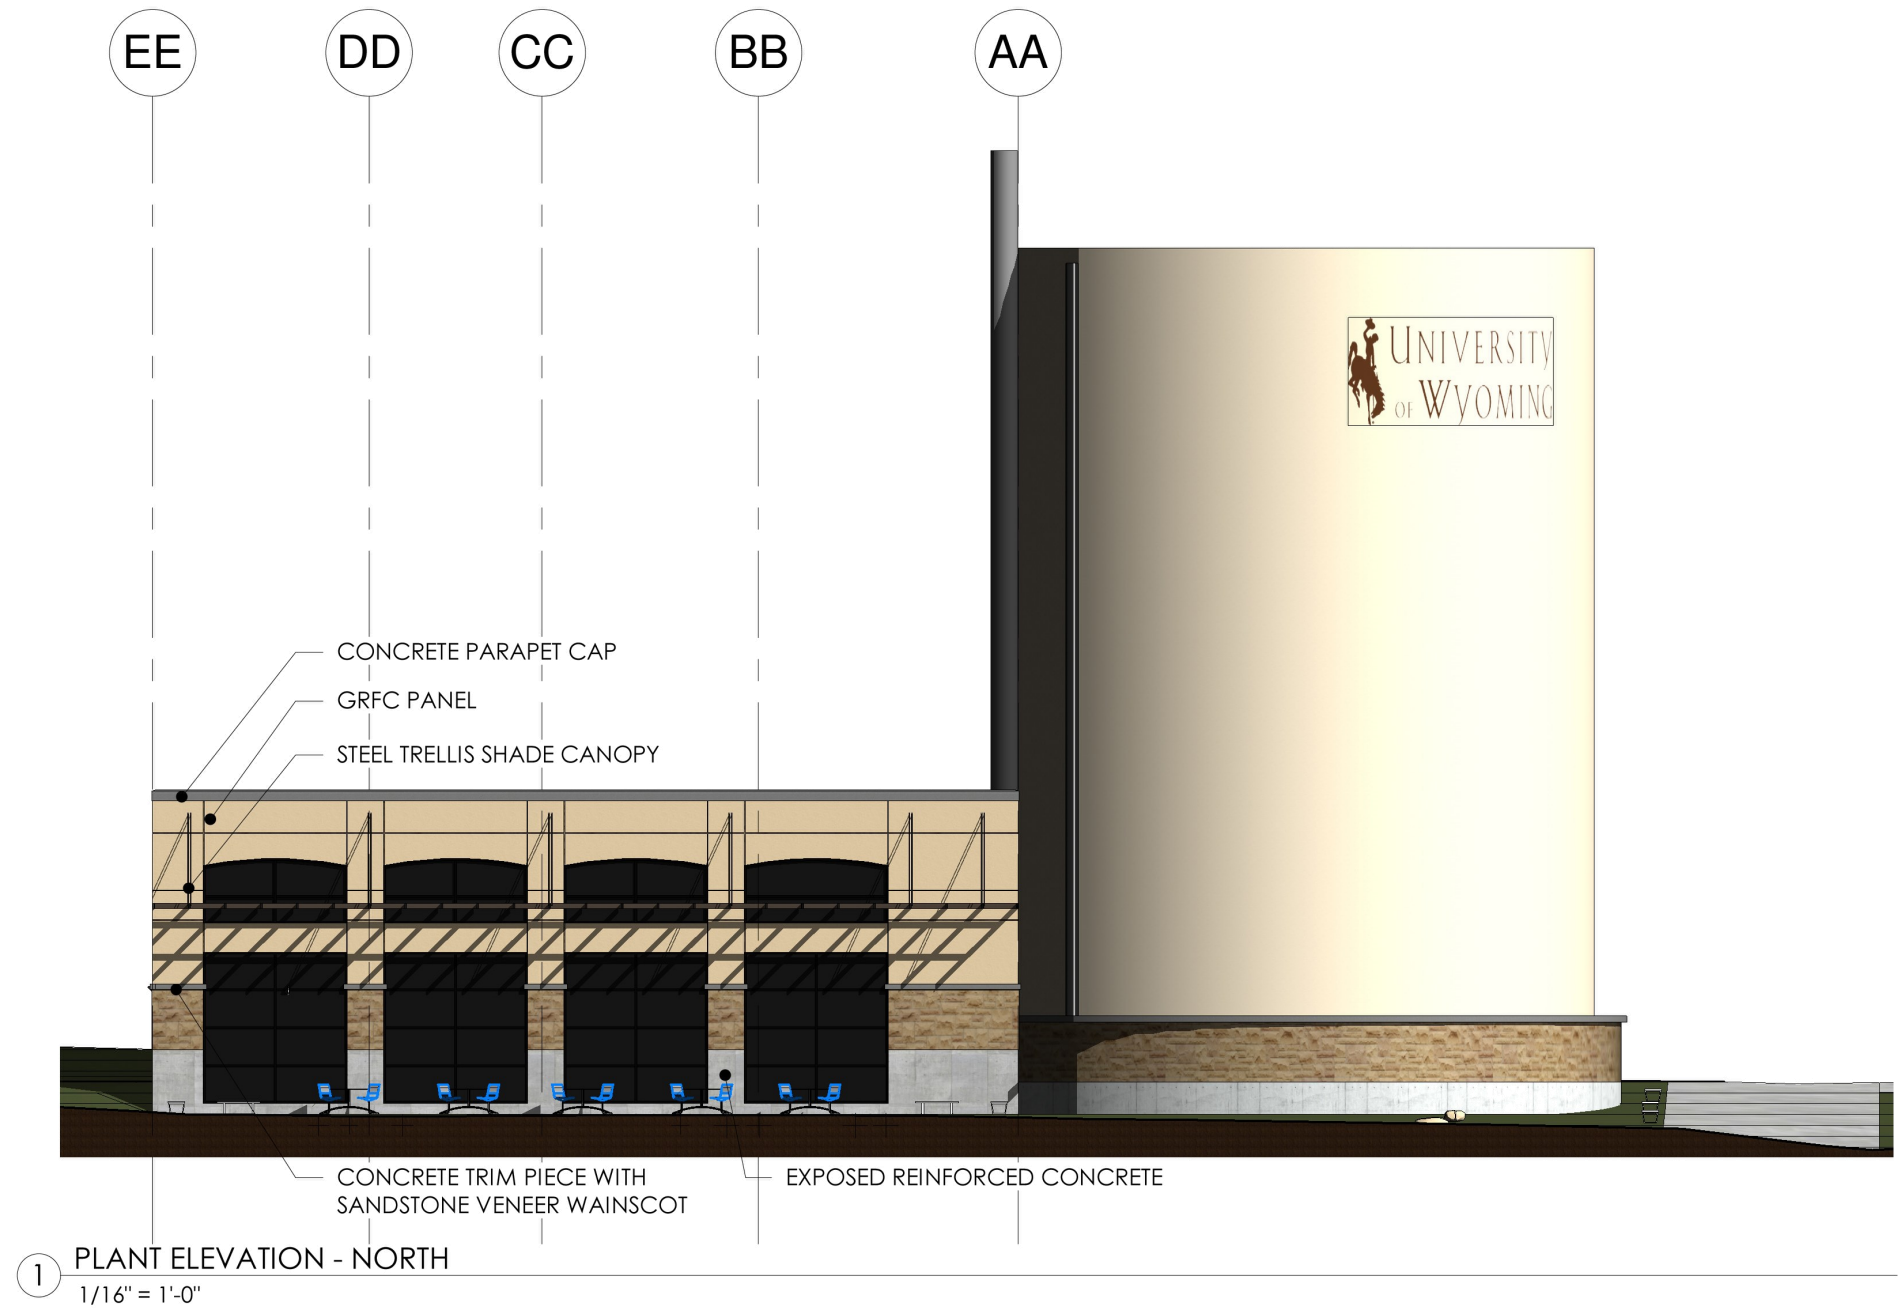 EE DD CC BB AA
UNIVERSITY
OF WYOMING
CONCRETE PARAPET CAP
GRFC PANEL
STEEL TRELLIS SHADE CANOPY
CONCRETE TRIM PIECE WITH
SANDSTONE VENEER WAINSCOT
EXPOSED REINFORCED CONCRETE
1 PLANT ELEVATION - NORTH
1/16" = 1'-0"